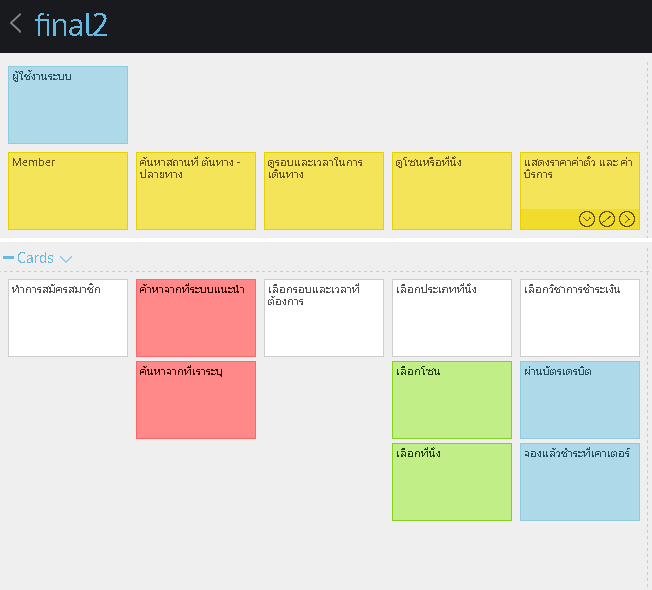 final2
ผู้ใช้งานระบบ
Member
ค้นหาสถานที่ ต้นทาง -
ปลายทาง
ดูรอบและเวลาในการ
เดินทาง
ดูโซนหรือที่นั่ง
แสดงราคาค่าตั๋ว และ ค่า
บริการ
Cards
ทำการสมัครสมาชิก
ค้าหาจากที่ระบบแนะนำ
เลือกรอบและเวลาที่
ต้องการ
เลือกประเภทที่นั่ง
เลือกวิชาการชำระเงิน
ค้นหาจากที่เราระบุ
เลือกโซน
ผ่านบัตรเครบิต
เลือกที่นั่ง
จองแล้วชำระที่เคาเตอร์